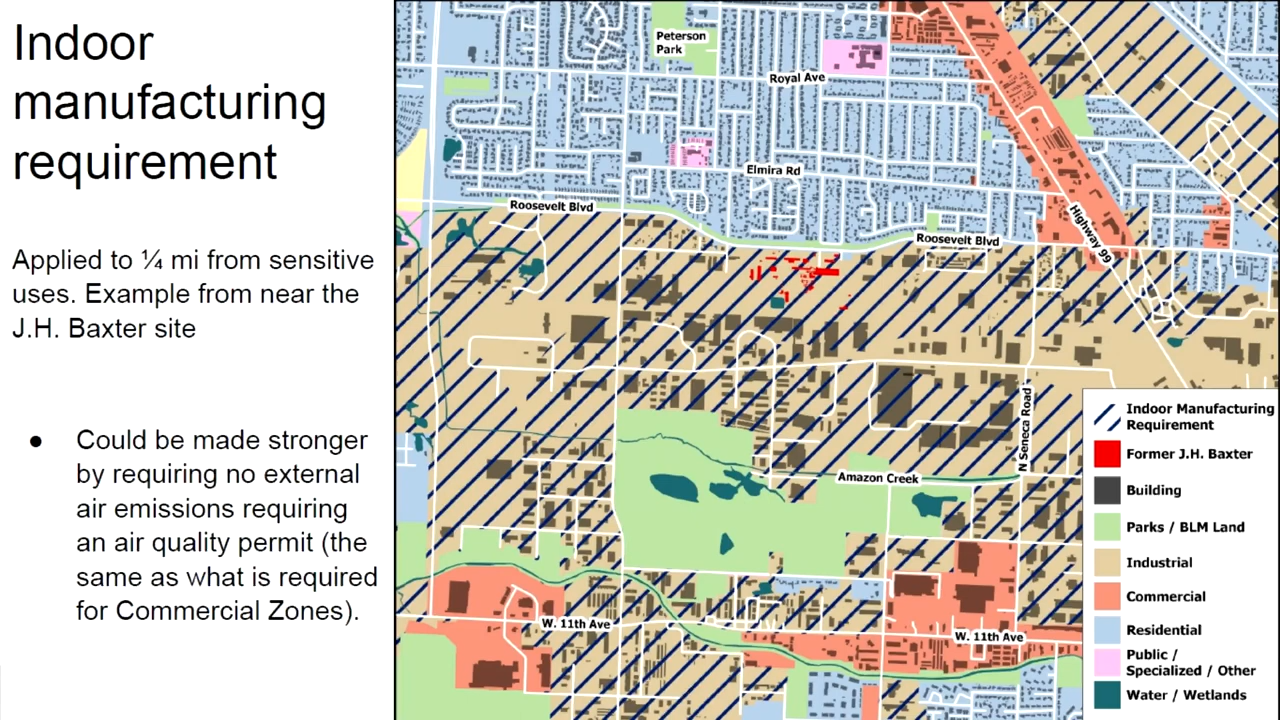 Indoor
manufacturing
requirement
Applied to ¼ mi from sensitive
uses. Example from near the
J.H. Baxter site
● Could be made stronger
by requiring no external
air emissions requiring
an air quality permit (the
same as what is required
for Commercial Zones).
Peterson
Park
Royal Ave
Elmira Rd
Roosevelt Blvd
Roosevelt Blvd
Highway 99
N Seneca Road
Amazon Creek
W. 11th Ave
W. 11th Ave
Indoor Manufacturing
Requirement
Former J.H. Baxter
Building
Parks / BLM Land
Industrial
Commercial
Residential
Public /
Specialized / Other
Water / Wetlands